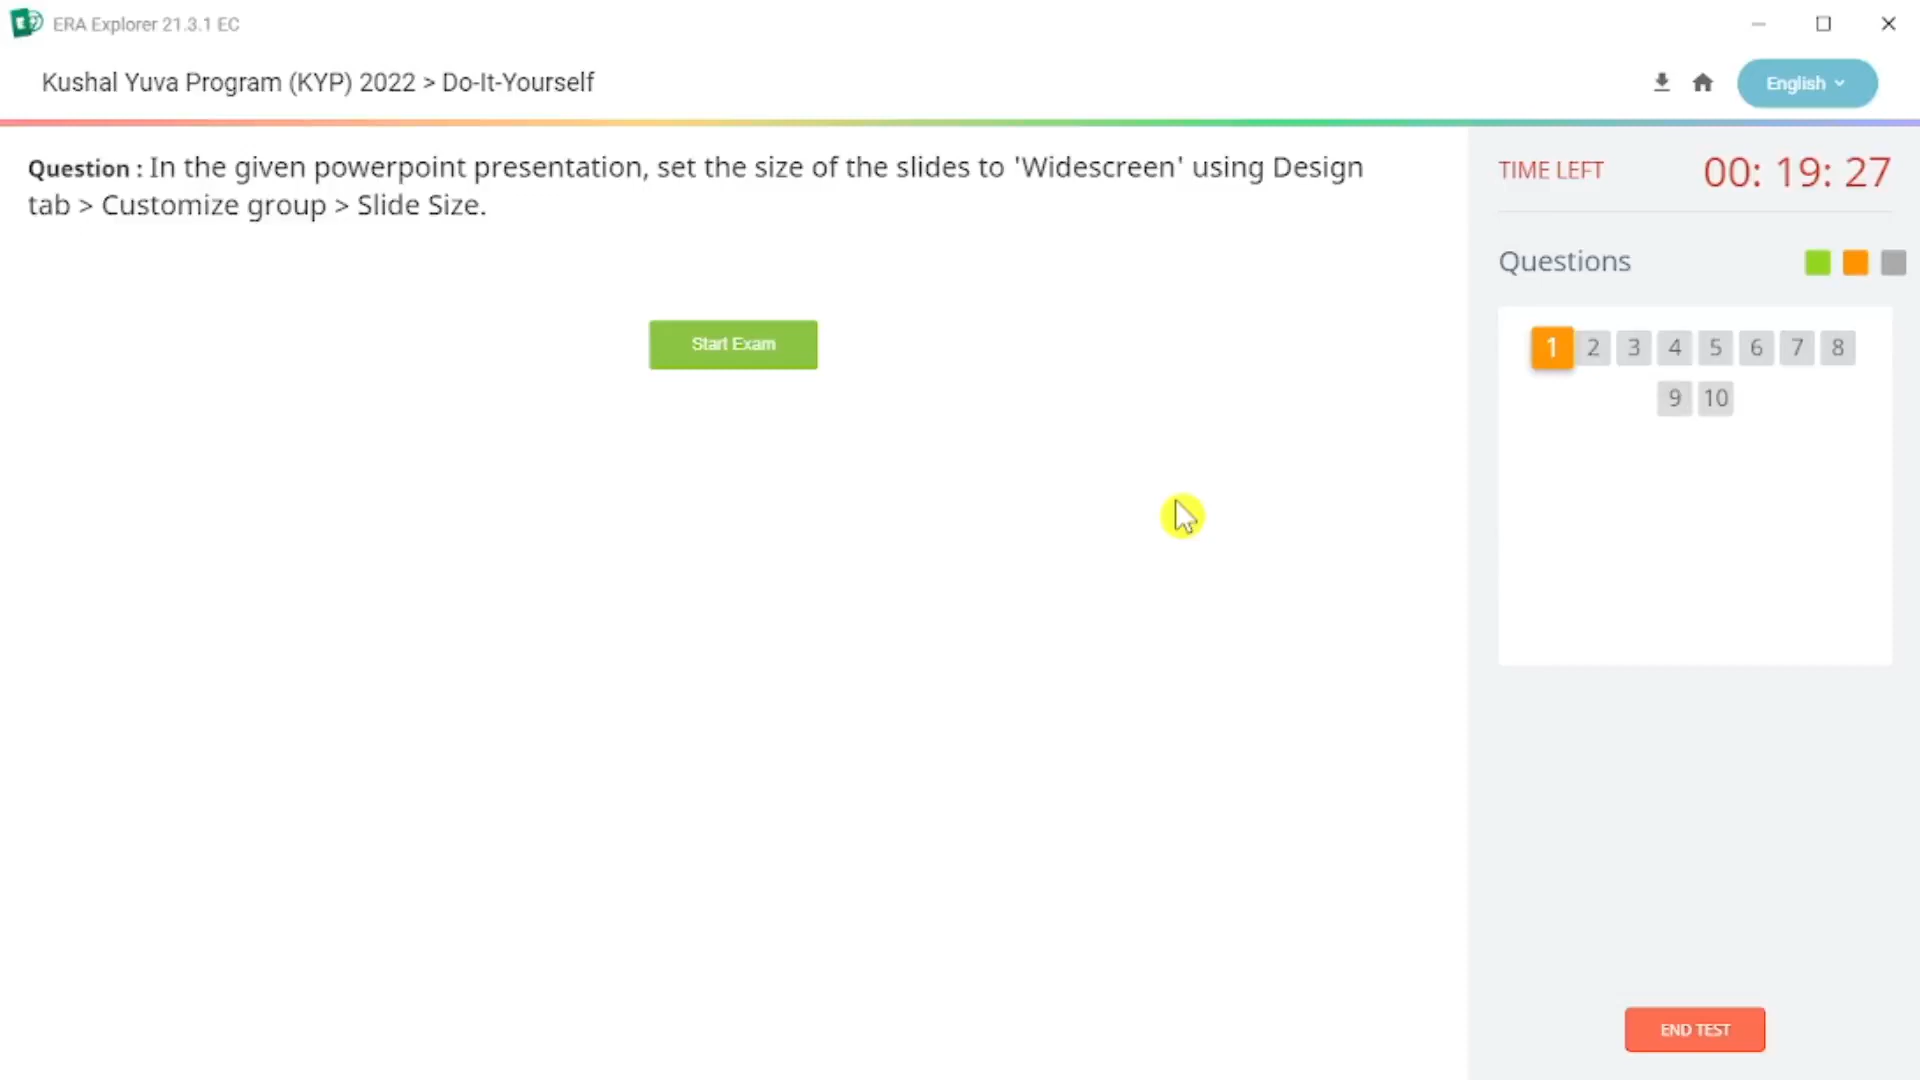 ERA Explorer 21.3.1 EC
Kushal Yuva Program (KYP) 2022 > Do-It-Yourself
English
Question : In the given powerpoint presentation, set the size of the slides to 'Widescreen' using Design
tab > Customize group > Slide Size.
Start Exam
TIME LEFT 00: 19: 27
Questions
1 2 3 4 5 6 7 8
9 10
END TEST